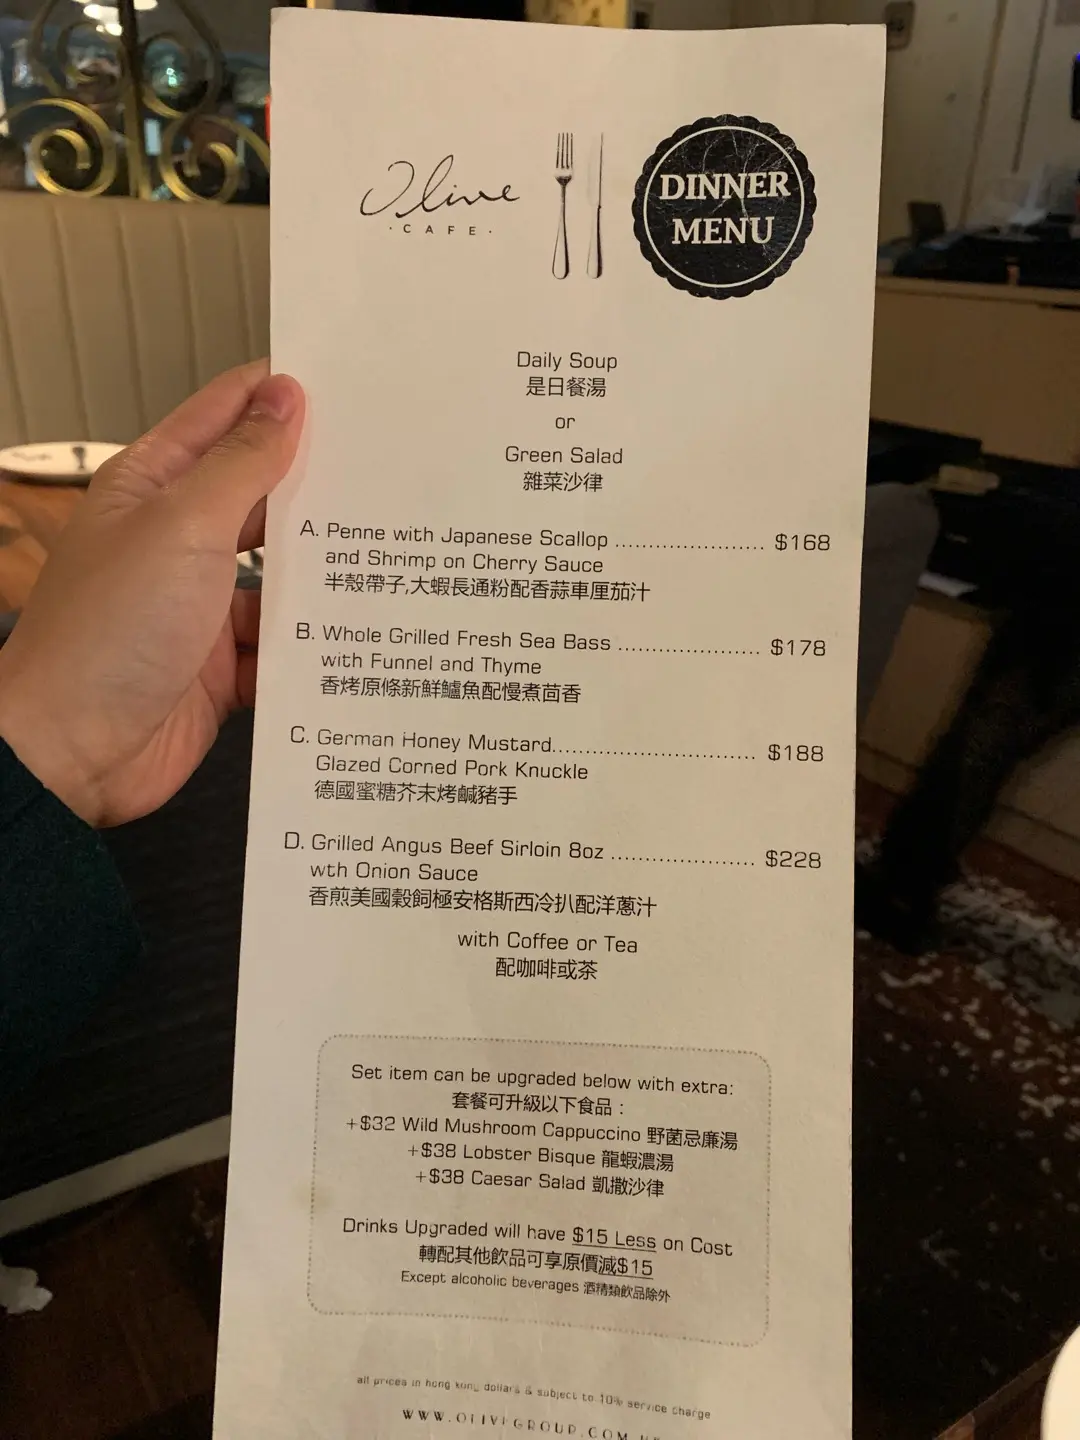 Olive
·CAFE·
DINNER
MENU
Daily Soup
是日餐湯
or
Green Salad
雜菜沙律
A. Penne with Japanese Scallop ...................... $168
and Shrimp on Cherry Sauce
半殼帶子,大蝦長通粉配香蒜車厘茄汁
B. Whole Grilled Fresh Sea Bass ..................... $178
with Funnel and Thyme
香烤原條新鮮鱸魚配慢煮茴香
C. German Honey Mustard.............................. $188
Glazed Corned Pork Knuckle
德國蜜糖芥末烤鹹豬手
D. Grilled Angus Beef Sirloin 8oz ..................... $228
wth Onion Sauce
香煎美國穀飼極安格斯西冷扒配洋蔥汁
with Coffee or Tea
配咖啡或茶
Set item can be upgraded below with extra:
套餐可升級以下食品：
+$32 Wild Mushroom Cappuccino 野菌忌廉湯
+$38 Lobster Bisque 龍蝦濃湯
+$38 Caesar Salad 凱撒沙律
Drinks Upgraded will have $15 Less on Cost
轉配其他飲品可享原價減$15
Except alcoholic beverages 酒精類飲品除外
all prices in hong kong dollars & subject to 10% service charge
WWW.OLIVEGROUP.COM.HK